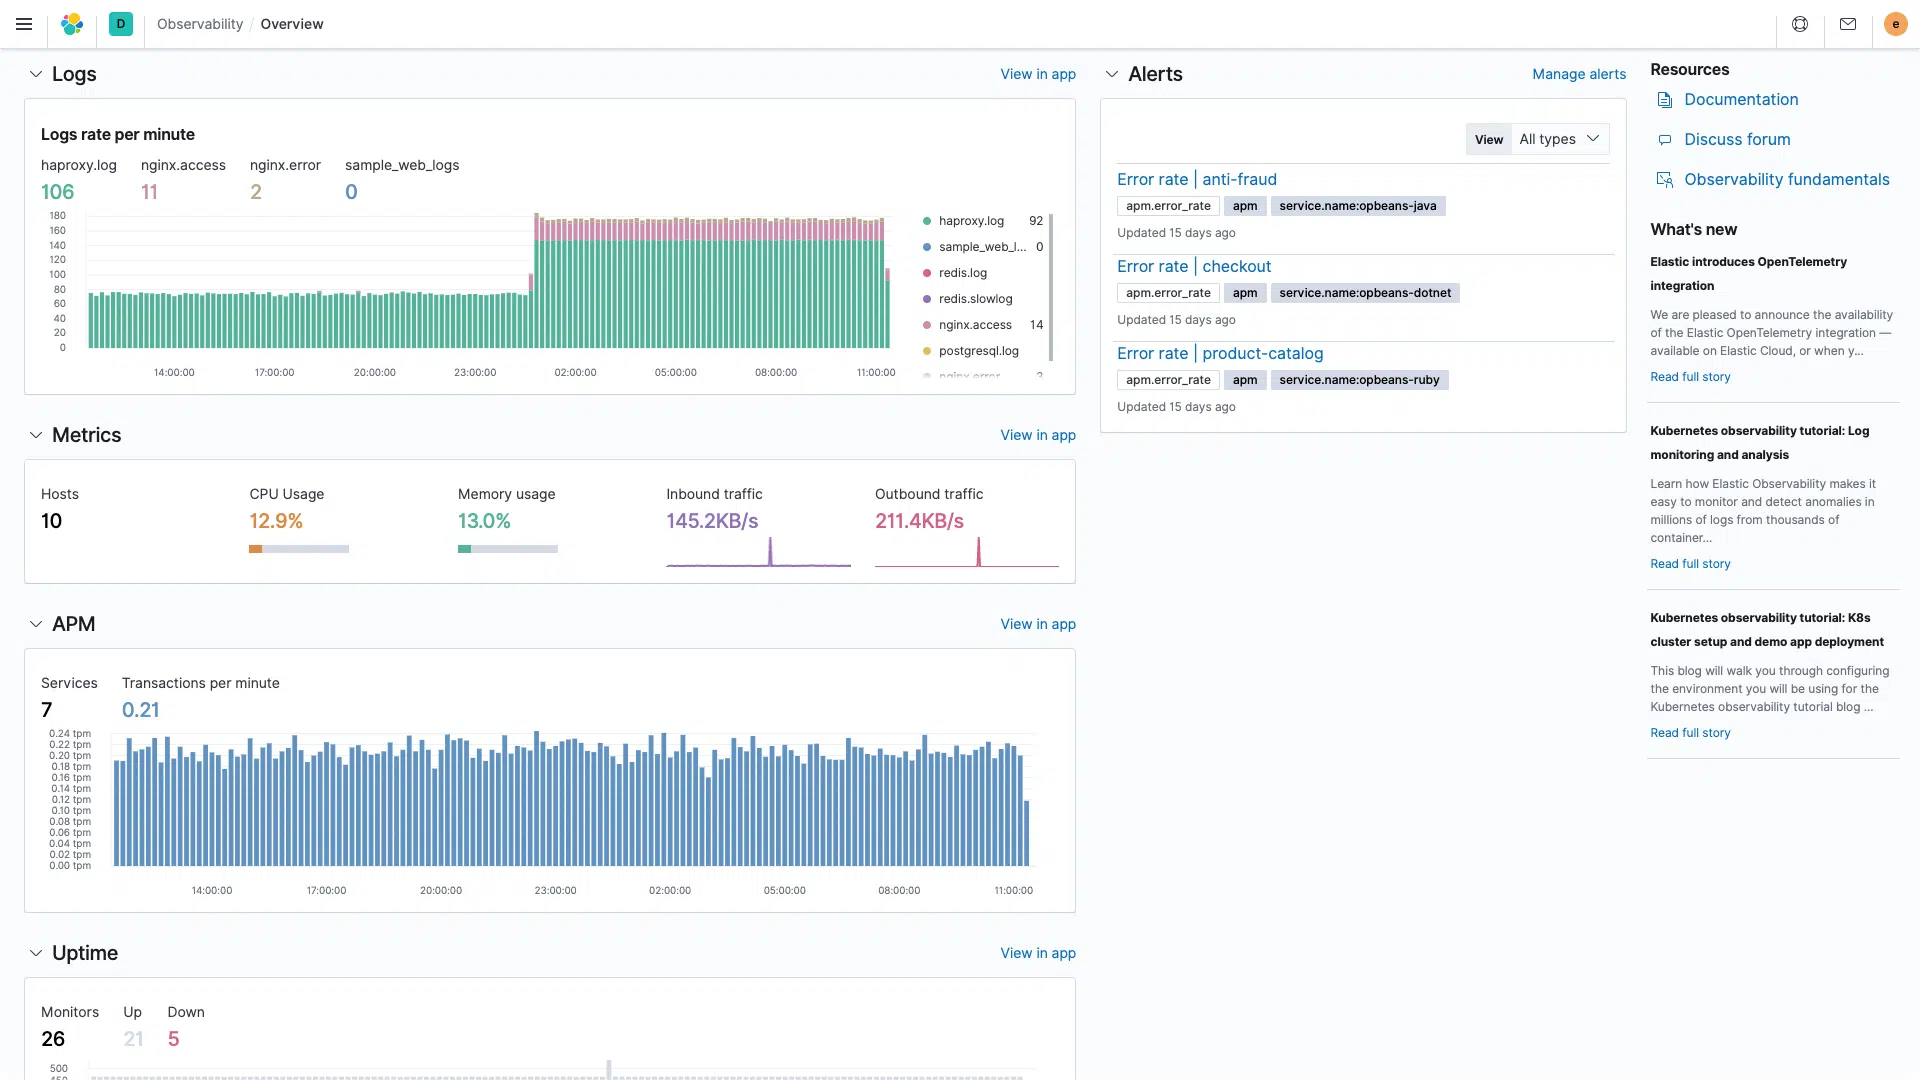 D
Observability / Overview
e
Logs
View in app
Logs rate per minute
haproxy.log nginx.access nginx.error sample_web_logs
106 11 2 0
180
160
140
120
100
80
60
40
20
0
14:00:00 17:00:00 20:00:00 23:00:00 02:00:00 05:00:00 08:00:00 11:00:00
haproxy.log 92
sample_web_l... 0
redis.log
redis.slowlog
nginx.access 14
postgresql.log
nginx.error
Metrics
View in app
Hosts CPU Usage Memory usage Inbound traffic Outbound traffic
10 12.9% 13.0% 145.2KB/s 211.4KB/s
APM
View in app
Services Transactions per minute
7 0.21
0.24 tpm
0.22 tpm
0.20 tpm
0.18 tpm
0.16 tpm
0.14 tpm
0.12 tpm
0.10 tpm
0.08 tpm
0.06 tpm
0.04 tpm
0.02 tpm
0.00 tpm
14:00:00 17:00:00 20:00:00 23:00:00 02:00:00 05:00:00 08:00:00 11:00:00
Uptime
View in app
Monitors Up Down
26 21 5
500
450
Alerts
Manage alerts
View All types
Error rate | anti-fraud
apm.error_rate apm service.name:opbeans-java
Updated 15 days ago
Error rate | checkout
apm.error_rate apm service.name:opbeans-dotnet
Updated 15 days ago
Error rate | product-catalog
apm.error_rate apm service.name:opbeans-ruby
Updated 15 days ago
Resources
Documentation
Discuss forum
Observability fundamentals
What's new
Elastic introduces OpenTelemetry
integration
We are pleased to announce the availability
of the Elastic OpenTelemetry integration —
available on Elastic Cloud, or when y...
Read full story
Kubernetes observability tutorial: Log
monitoring and analysis
Learn how Elastic Observability makes it
easy to monitor and detect anomalies in
millions of logs from thousands of
container...
Read full story
Kubernetes observability tutorial: K8s
cluster setup and demo app deployment
This blog will walk you through configuring
the environment you will be using for the
Kubernetes observability tutorial blog ...
Read full story